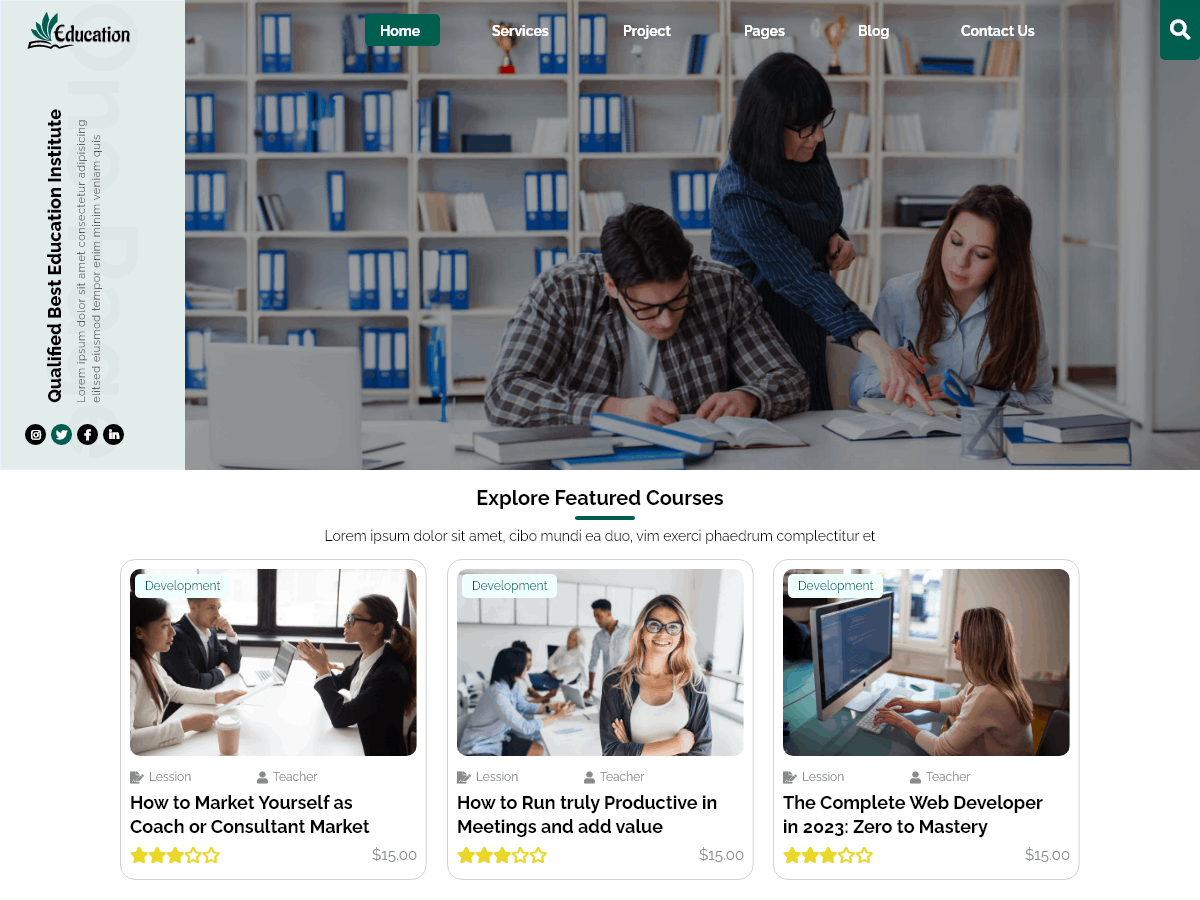 Education
Home
Services
Project
Pages
Blog
Contact Us
One Page
Qualified Best Education Institute
Lorem ipsum dolor sit amet consectetur adipisicing
elitsed eiusmod tempor enim minim veniam quis
Explore Featured Courses
Lorem ipsum dolor sit amet, cibo mundi ea duo, vim exerci phaedrum complectitur et
Development
Lession
Teacher
How to Market Yourself as
Coach or Consultant Market
$15.00
Development
Lession
Teacher
How to Run truly Productive in
Meetings and add value
$15.00
Development
Lession
Teacher
The Complete Web Developer
in 2023: Zero to Mastery
$15.00